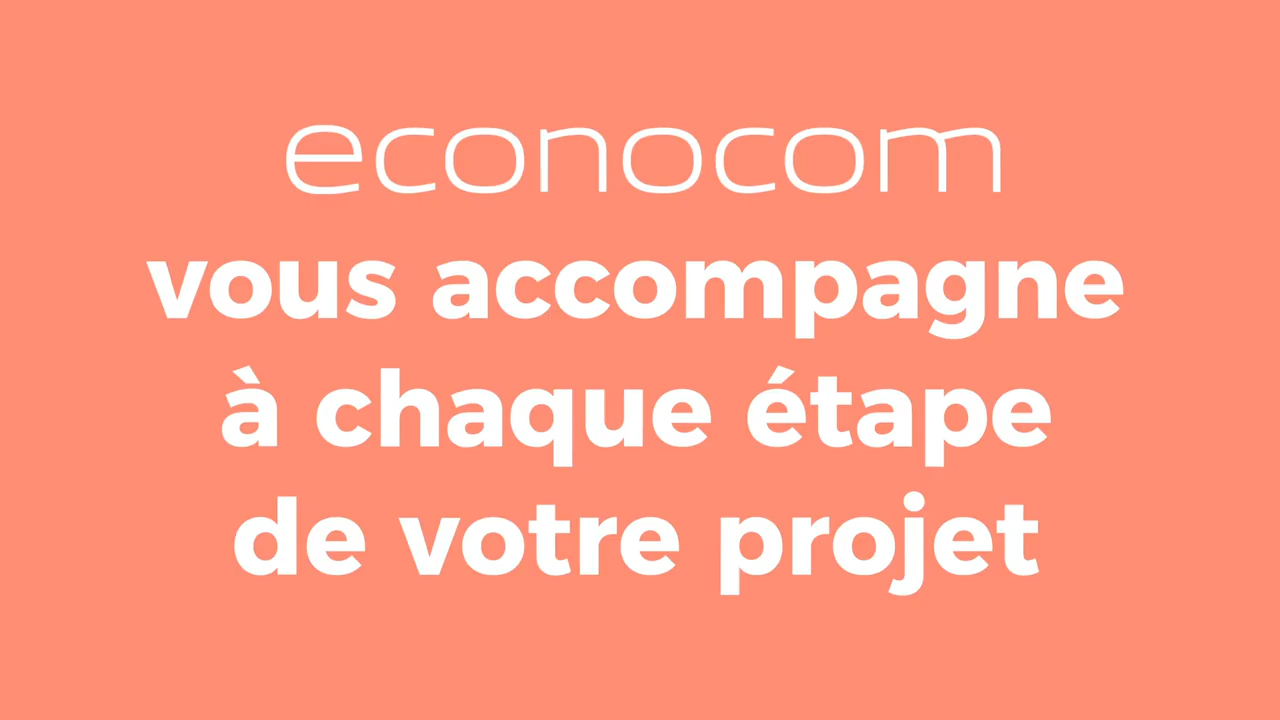 econocom
vous accompagne
à chaque étape
de votre projet